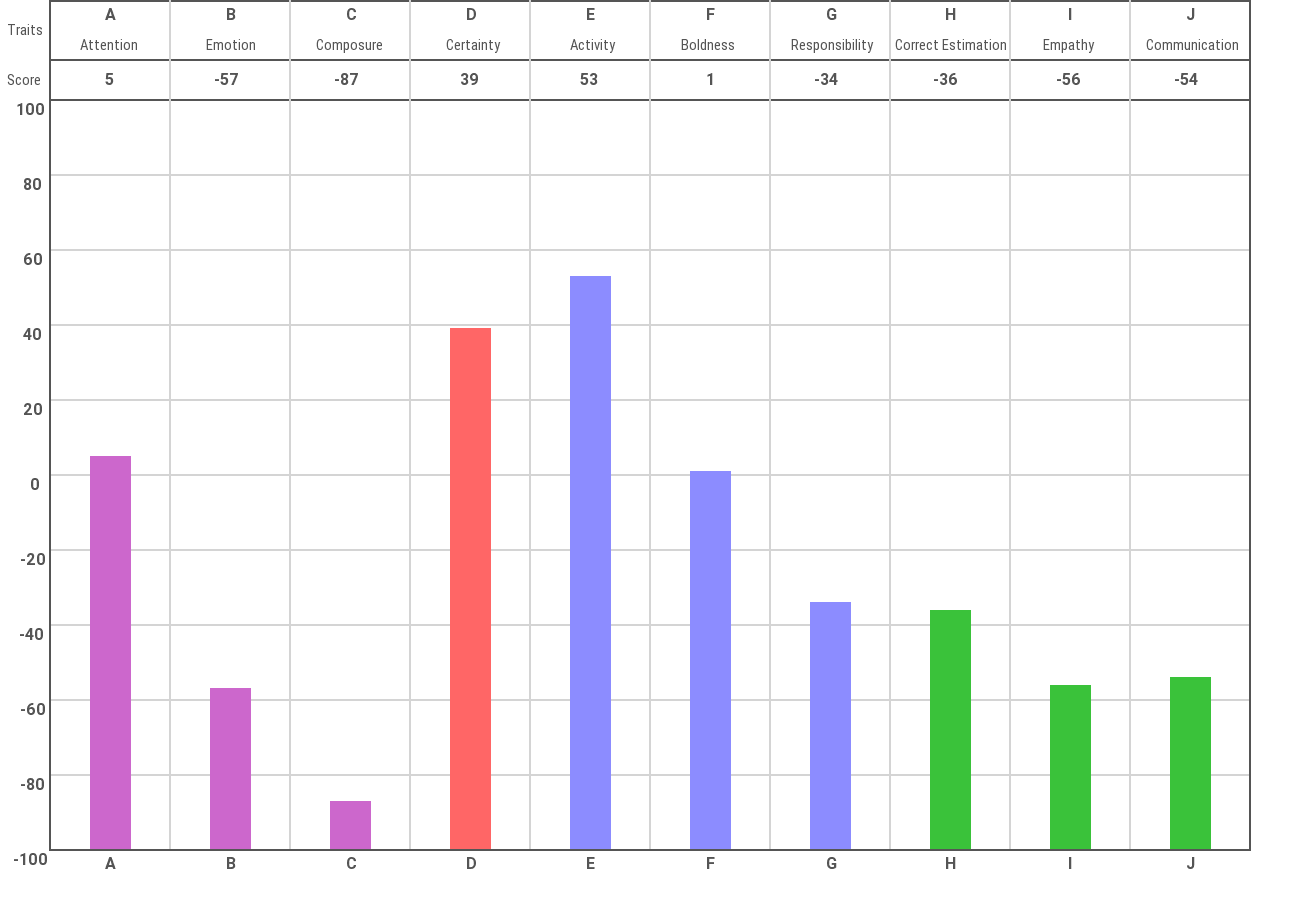 A B C D E F G H I J
Traits
Attention Emotion Composure Certainty Activity Boldness Responsibility Correct Estimation Empathy Communication
Score 5 -57 -87 39 53 1 -34 -36 -56 -54
100
80
60
40
20
0
-20
-40
-60
-80
-100
A B C D E F G H I J